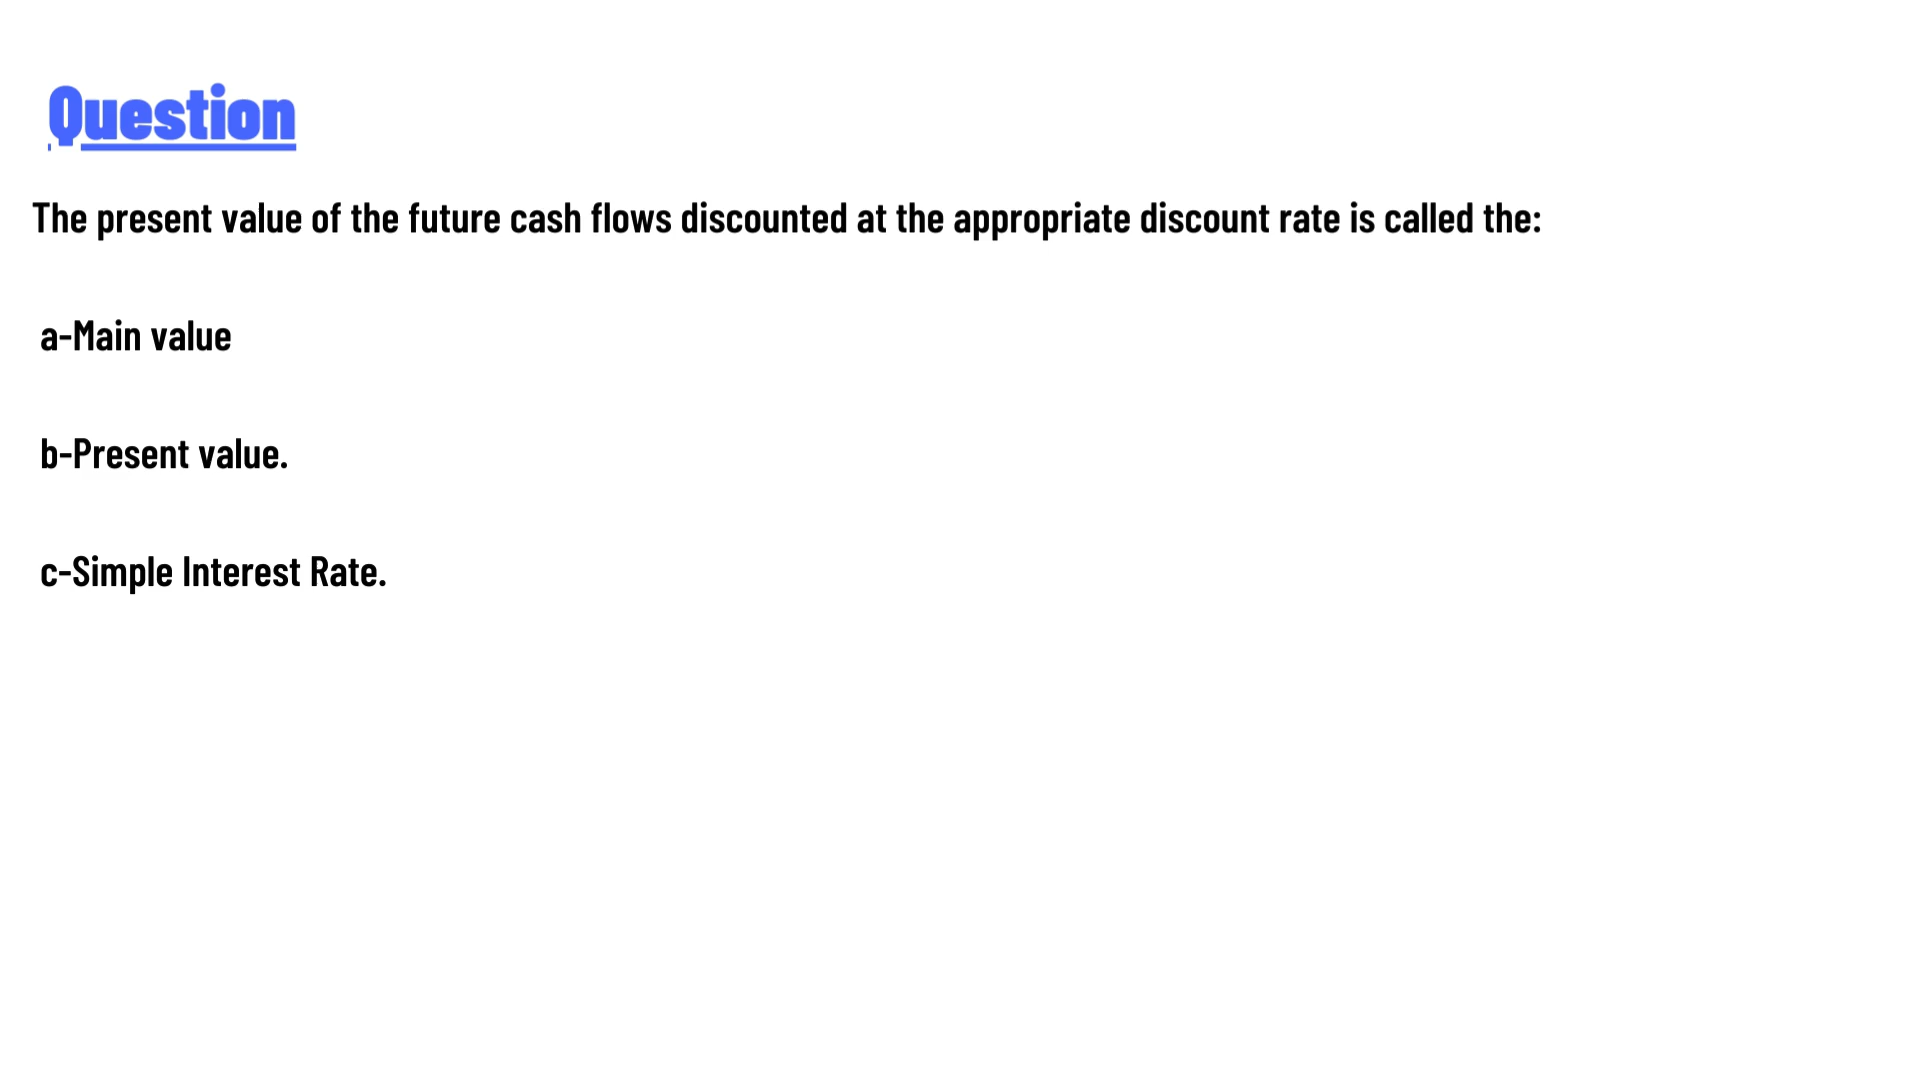 Question
The present value of the future cash flows discounted at the appropriate discount rate is called the:
a-Main value
b-Present value.
c-Simple Interest Rate.